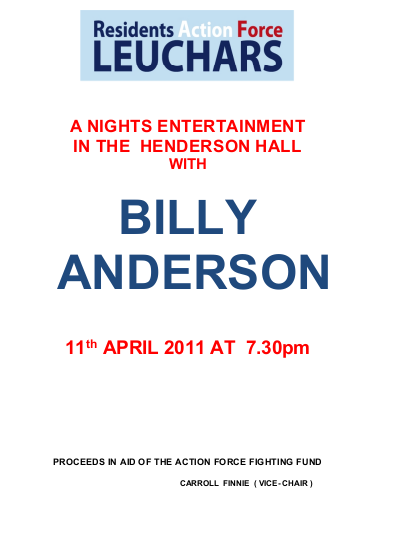 Residents Action Force
LEUCHARS
A NIGHTS ENTERTAINMENT
IN THE HENDERSON HALL
WITH
BILLY
ANDERSON
11th APRIL 2011 AT 7.30pm
PROCEEDS IN AID OF THE ACTION FORCE FIGHTING FUND
CARROLL FINNIE ( VICE-CHAIR )